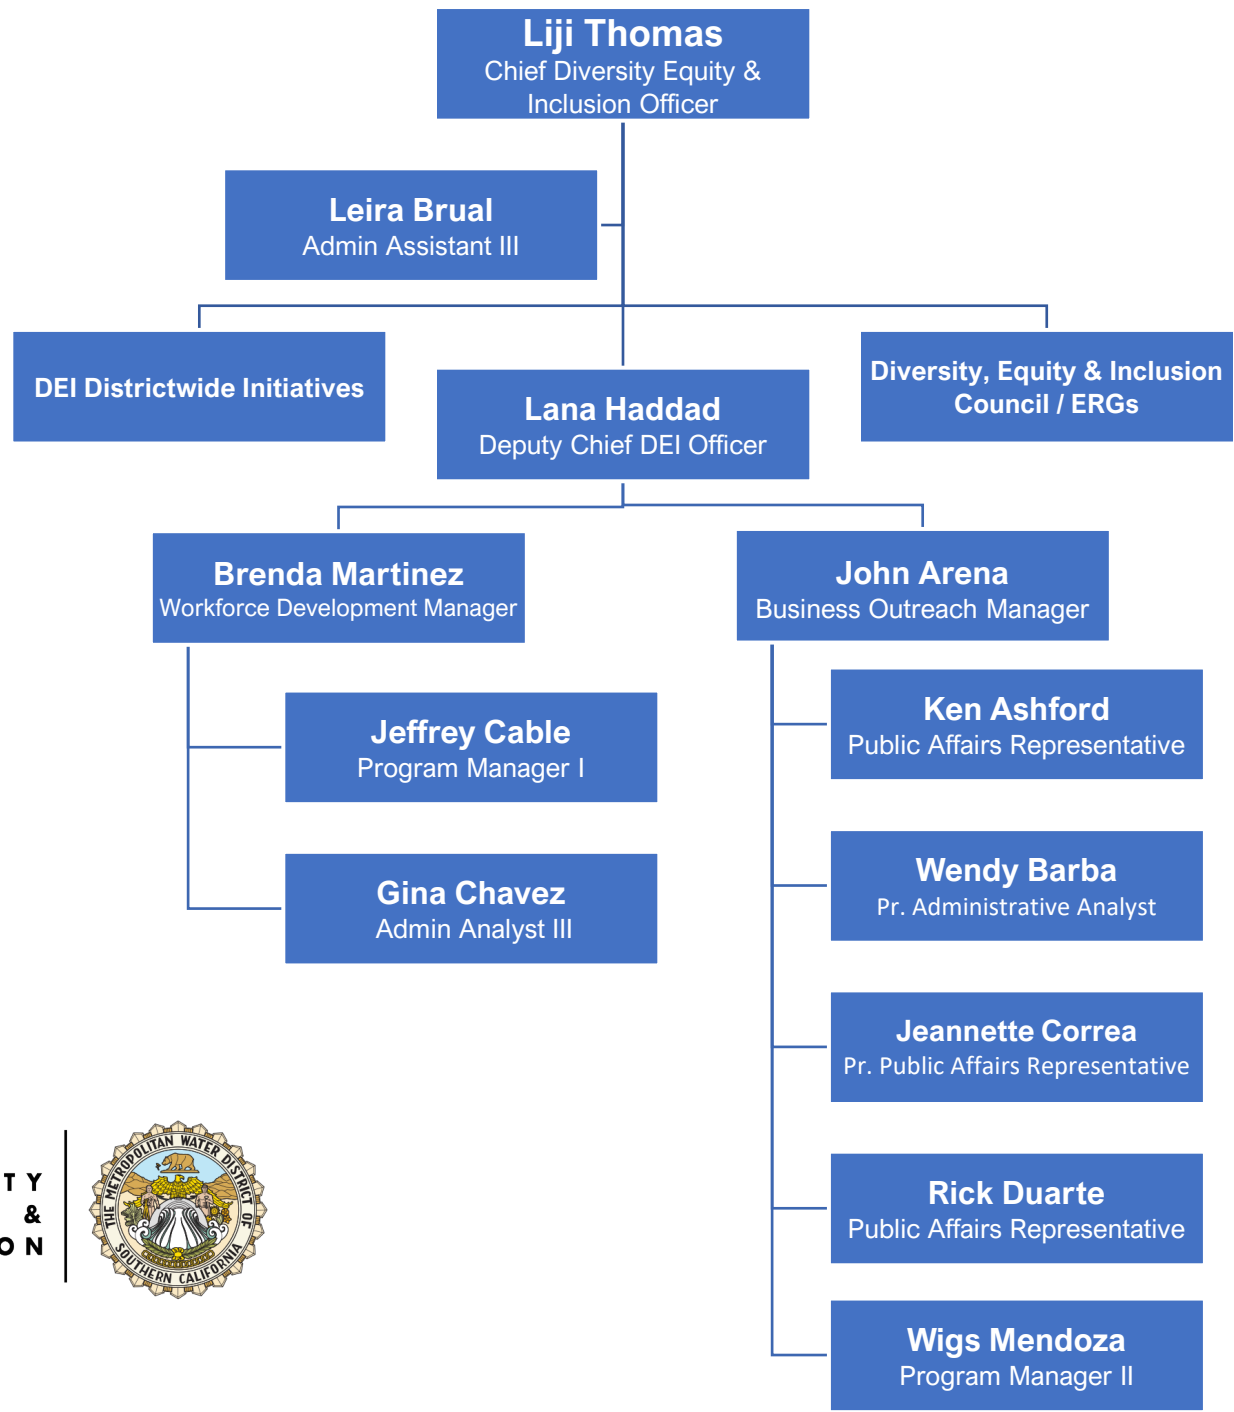 Liji Thomas
Chief Diversity Equity &
Inclusion Officer
Leira Brual
Admin Assistant III
DEI Districtwide Initiatives
Lana Haddad
Deputy Chief DEI Officer
Diversity, Equity & Inclusion
Council / ERGs
Brenda Martinez
Workforce Development Manager
John Arena
Business Outreach Manager
Jeffrey Cable
Program Manager I
Gina Chavez
Admin Analyst III
Ken Ashford
Public Affairs Representative
Wendy Barba
Pr. Administrative Analyst
Jeannette Correa
Pr. Public Affairs Representative
Rick Duarte
Public Affairs Representative
Wigs Mendoza
Program Manager II
TY
&
ON
THE METROPOLITAN WATER DISTRICT OF
SOUTHERN CALIFORNIA